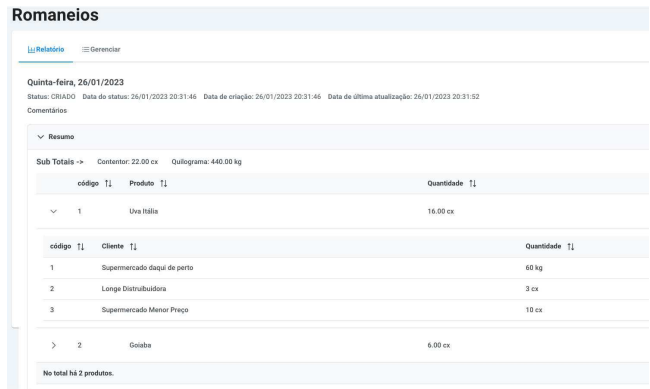 Romaneios
Relatório Gerenciar
Quinta-feira, 26/01/2023
Status: CRIADO Data do status: 26/01/2023 20:31:46 Data de criação: 26/01/2023 20:31:46 Data de última atualização: 26/01/2023 20:31:52
Comentários
Resumo
Sub Totais -> Contentor: 22.00 cx Quilograma: 440.00 kg
código Produto Quantidade
1 Uva Itália 16.00 cx
código Cliente Quantidade
1 Supermercado daqui de perto 60 kg
2 Longe Distruibuidora 3 cx
3 Supermercado Menor Preço 10 cx
2 Goiaba 6.00 cx
No total há 2 produtos.